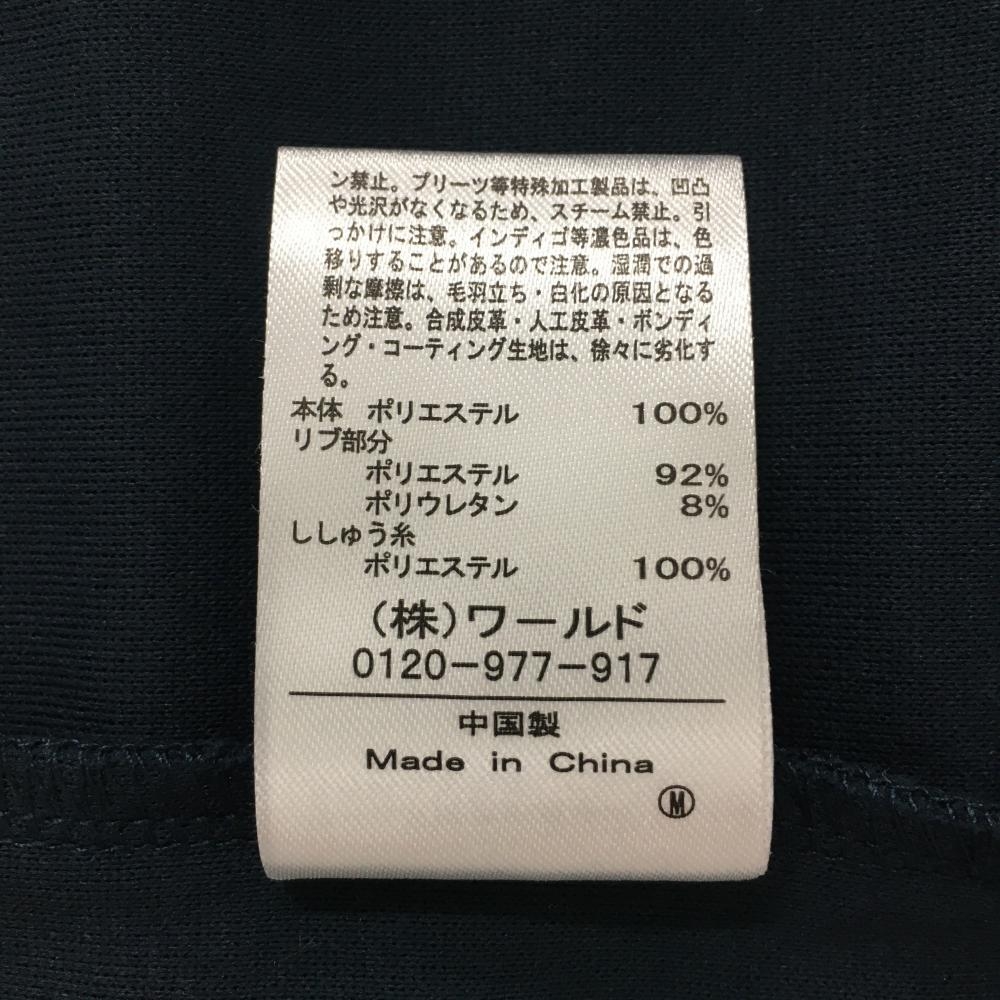 ン禁止。プリーツ等特殊加工製品は、凹凸
や光沢がなくなるため、スチーム禁止。引
っかけに注意。インディゴ等濃色品は、色
移りすることがあるので注意。湿潤での過
剰な摩擦は、毛羽立ち・白化の原因となる
ため注意。合成皮革・人工皮革・ボンディ
ング・コーティング生地は、徐々に劣化す
る。
本体 ポリエステル 100%
リブ部分
ポリエステル 92%
ポリウレタン 8%
ししゅう糸
ポリエステル 100%
(株)ワールド
0120-977-917
中国製
Made in China
Ⓜ